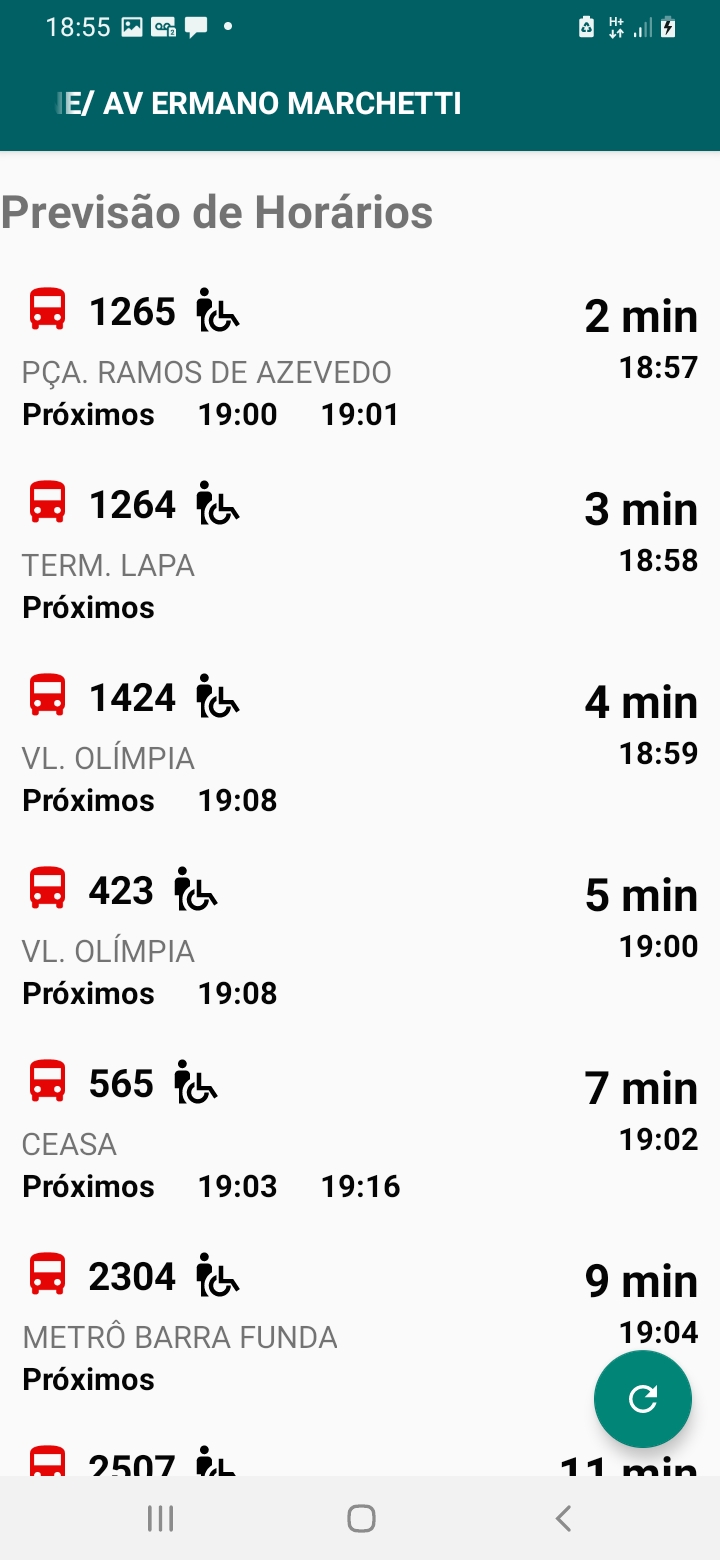 18:55
E/ AV ERMANO MARCHETTI
Previsão de Horários
1265
2 min
PÇA. RAMOS DE AZEVEDO
18:57
Próximos 19:00 19:01
1264
3 min
TERM. LAPA
18:58
Próximos
1424
4 min
VL. OLÍMPIA
18:59
Próximos 19:08
423
5 min
VL. OLÍMPIA
19:00
Próximos 19:08
565
7 min
CEASA
19:02
Próximos 19:03 19:16
2304
9 min
METRÔ BARRA FUNDA
19:04
Próximos
2507
11 min